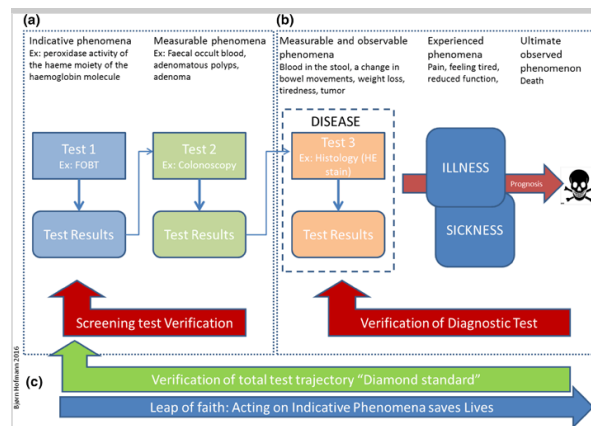 (a)
Indicative phenomena
Ex: peroxidase activity of
the haeme moiety of the
haemoglobin molecule
Measurable phenomena
Ex: Faecal occult blood,
adenomatous polyps,
adenoma
(b)
Measurable and observable
phenomena
Blood in the stool, a change in
bowel movements, weight loss,
tiredness, tumor
Experienced
phenomena
Pain, feeling tired,
reduced function,
Ultimate
observed
phenomenon
Death
DISEASE
Test 1
Ex: FOBT
Test 2
Ex: Colonoscopy
Test 3
Ex: Histology (HE
stain)
ILLNESS
Prognosis
SICKNESS
Test Results
Test Results
Test Results
Screening test Verification
Verification of Diagnostic Test
Verification of total test trajectory “Diamond standard”
(c)
Leap of faith: Acting on Indicative Phenomena saves Lives
Bjørn Hofmann 2016